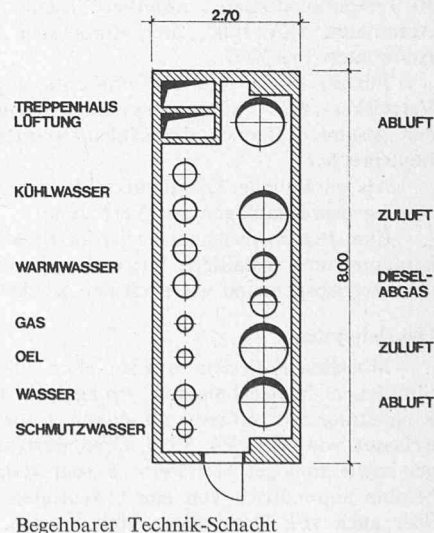 2.70
TREPPENHAUS
LÜFTUNG
ABLUFT
KÜHLWASSER
ZULUFT
WARMWASSER
DIESEL-
ABGAS
8.00
GAS
OEL
ZULUFT
WASSER
ABLUFT
SCHMUTZWASSER
Begehbarer Technik-Schacht